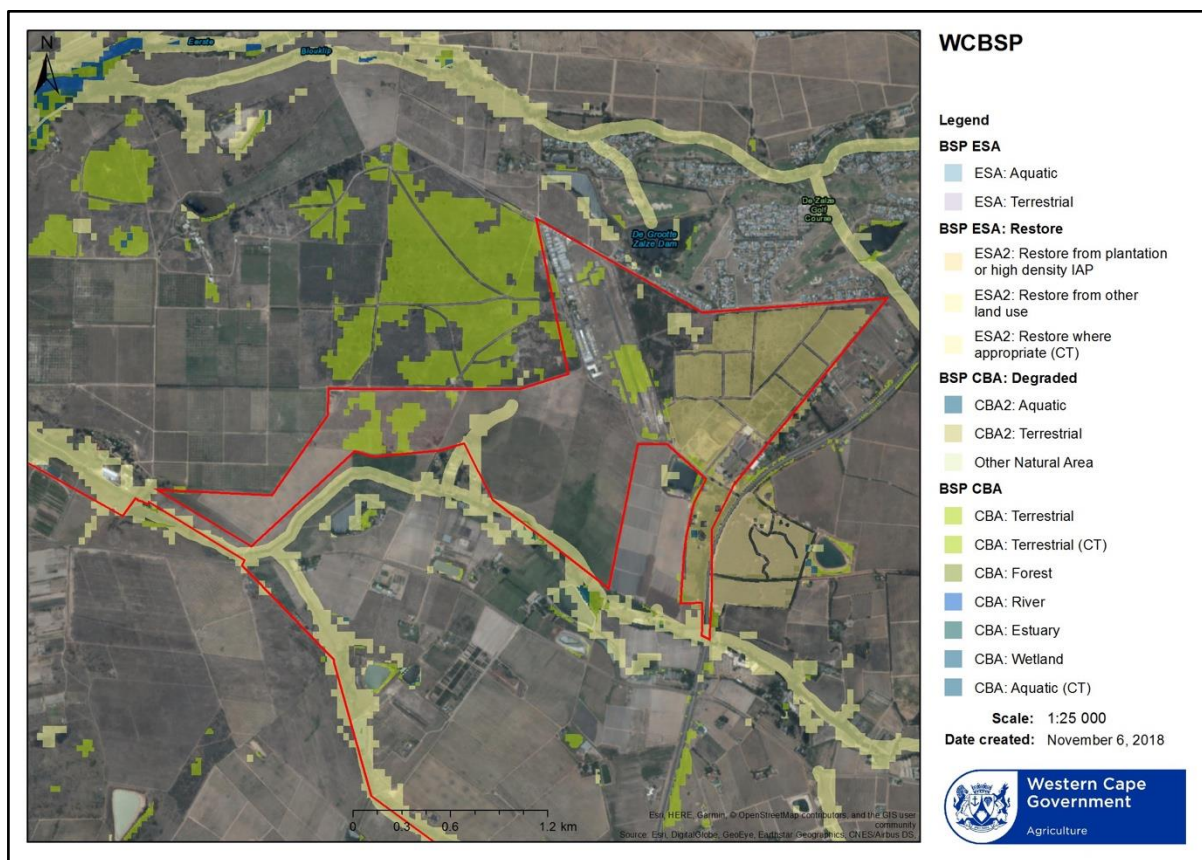 N
Eerste
Blouklip
De Zalze
Golf
Course
De Groote
Zalze Dam
0 0.3 0.6 1.2 km
Esri, HERE, Garmin, © OpenStreetMap contributors, and the GIS user
community
Source: Esri, DigitalGlobe, GeoEye, Earthstar Geographics, CNES/Airbus DS,
WCBSP
Legend
BSP ESA
ESA: Aquatic
ESA: Terrestrial
BSP ESA: Restore
ESA2: Restore from plantation
or high density IAP
ESA2: Restore from other
land use
ESA2: Restore where
appropriate (CT)
BSP CBA: Degraded
CBA2: Aquatic
CBA2: Terrestrial
Other Natural Area
BSP CBA
CBA: Terrestrial
CBA: Terrestrial (CT)
CBA: Forest
CBA: River
CBA: Estuary
CBA: Wetland
CBA: Aquatic (CT)
Scale: 1:25 000
Date created: November 6, 2018
Western Cape
Government
Agriculture